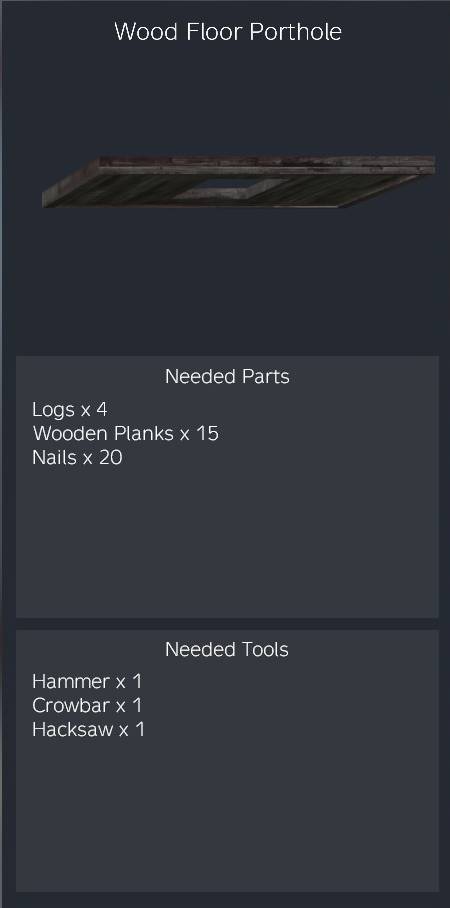 Wood Floor Porthole
Needed Parts
Logs x 4
Wooden Planks x 15
Nails x 20
Needed Tools
Hammer x 1
Crowbar x 1
Hacksaw x 1